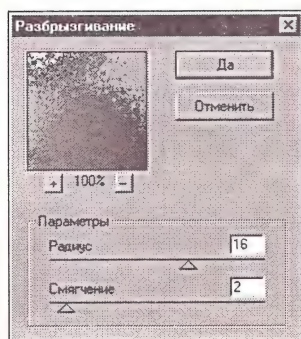 Разбрызгивание
Да
Отменить
+ 100% -
Параметры
Радиус 16
Смягчение 2